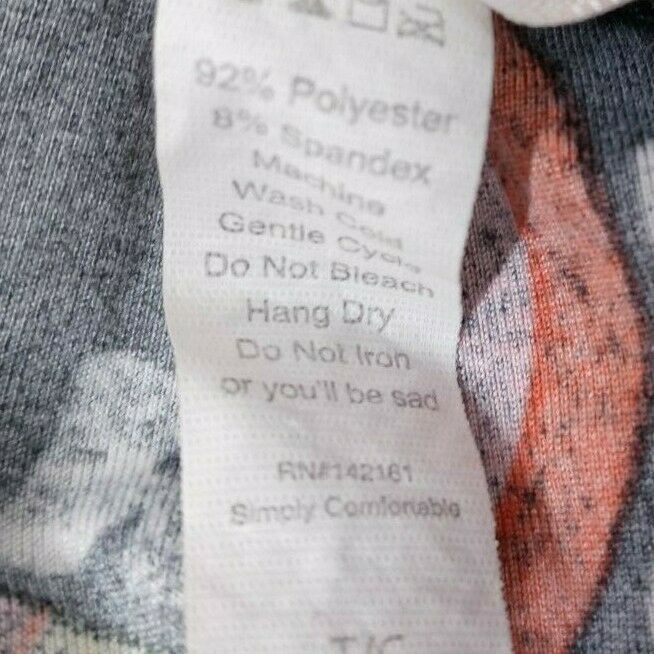 92% Polyester
8% Spandex
Machine
Wash Cold
Gentle Cycle
Do Not Bleach
Hang Dry
Do Not Iron
or you'll be sad
RN#142161
Simply Comfortable
T/C